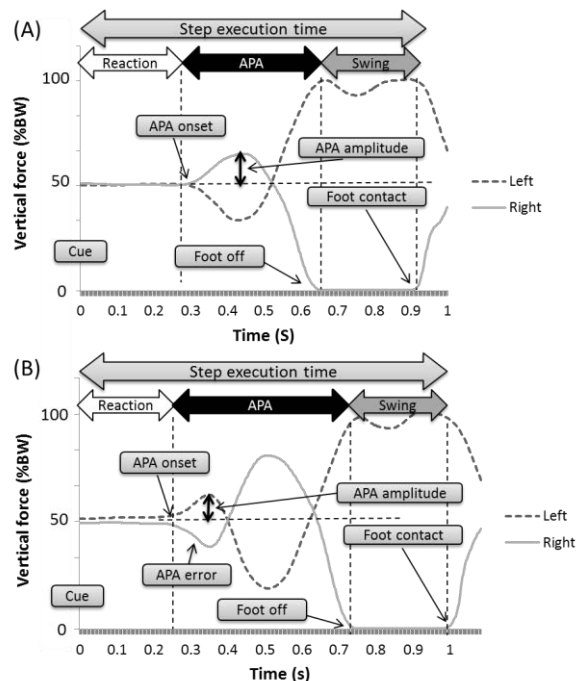 (A)
Step execution time
Reaction APA Swing
100
APA onset
APA amplitude
50
Left
Foot contact
Right
Cue
Foot off
0
Vertical force (%BW)
0 0.1 0.2 0.3 0.4 0.5 0.6 0.7 0.8 0.9 1
Time (S)
(B)
Step execution time
Reaction APA Swing
100
APA onset
APA amplitude
50
Left
Foot contact
Right
APA error
Cue
Foot off
0
Vertical force (%BW)
0 0.1 0.2 0.3 0.4 0.5 0.6 0.7 0.8 0.9 1
Time (s)